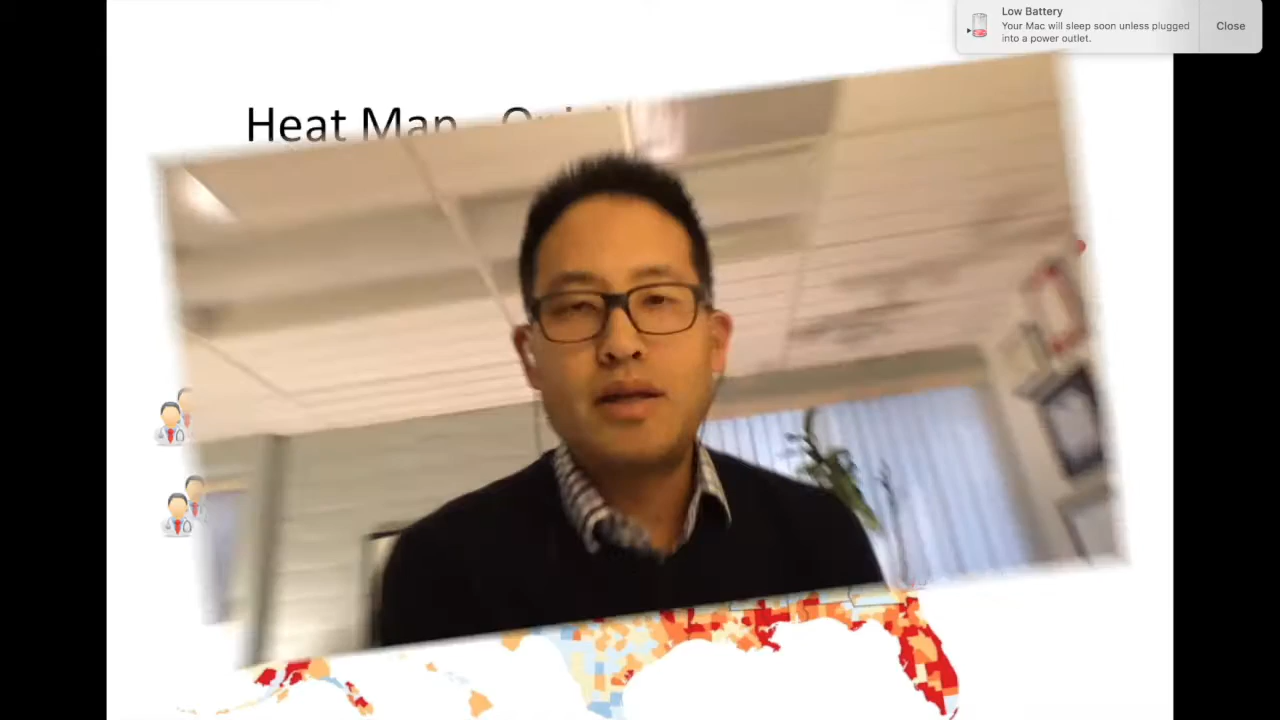 Low Battery
Your Mac will sleep soon unless plugged
into a power outlet.
Close
Heat Map